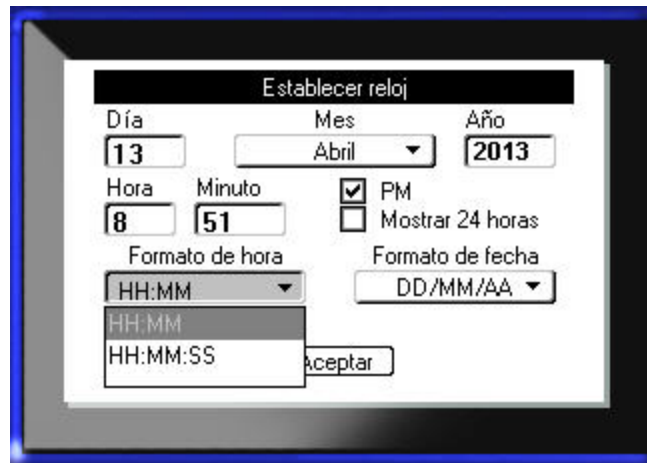 Establecer reloj
Día Mes Año
13 Abril 2013
Hora Minuto PM
8 51 Mostrar 24 horas
Formato de hora Formato de fecha
HH:MM DD/MM/AA
HH:MM
HH:MM:SS
Aceptar